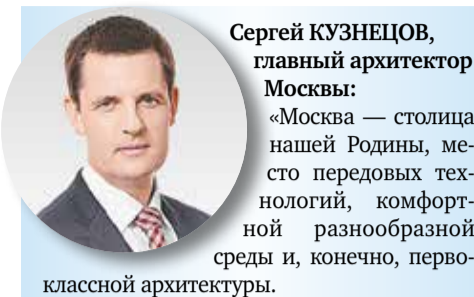 Сергей КУЗНЕЦОВ,
главный архитектор
Москвы:
«Москва — столица
нашей Родины, ме-
сто передовых тех-
нологий, комфорт-
ной разнообразной
среды и, конечно, перво-
классной архитектуры.